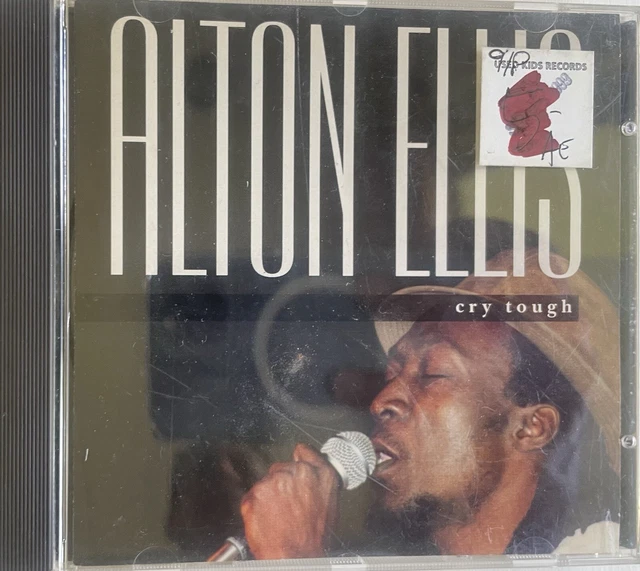 ALTON ELLIS
USED KIDS RECORDS
cry tough